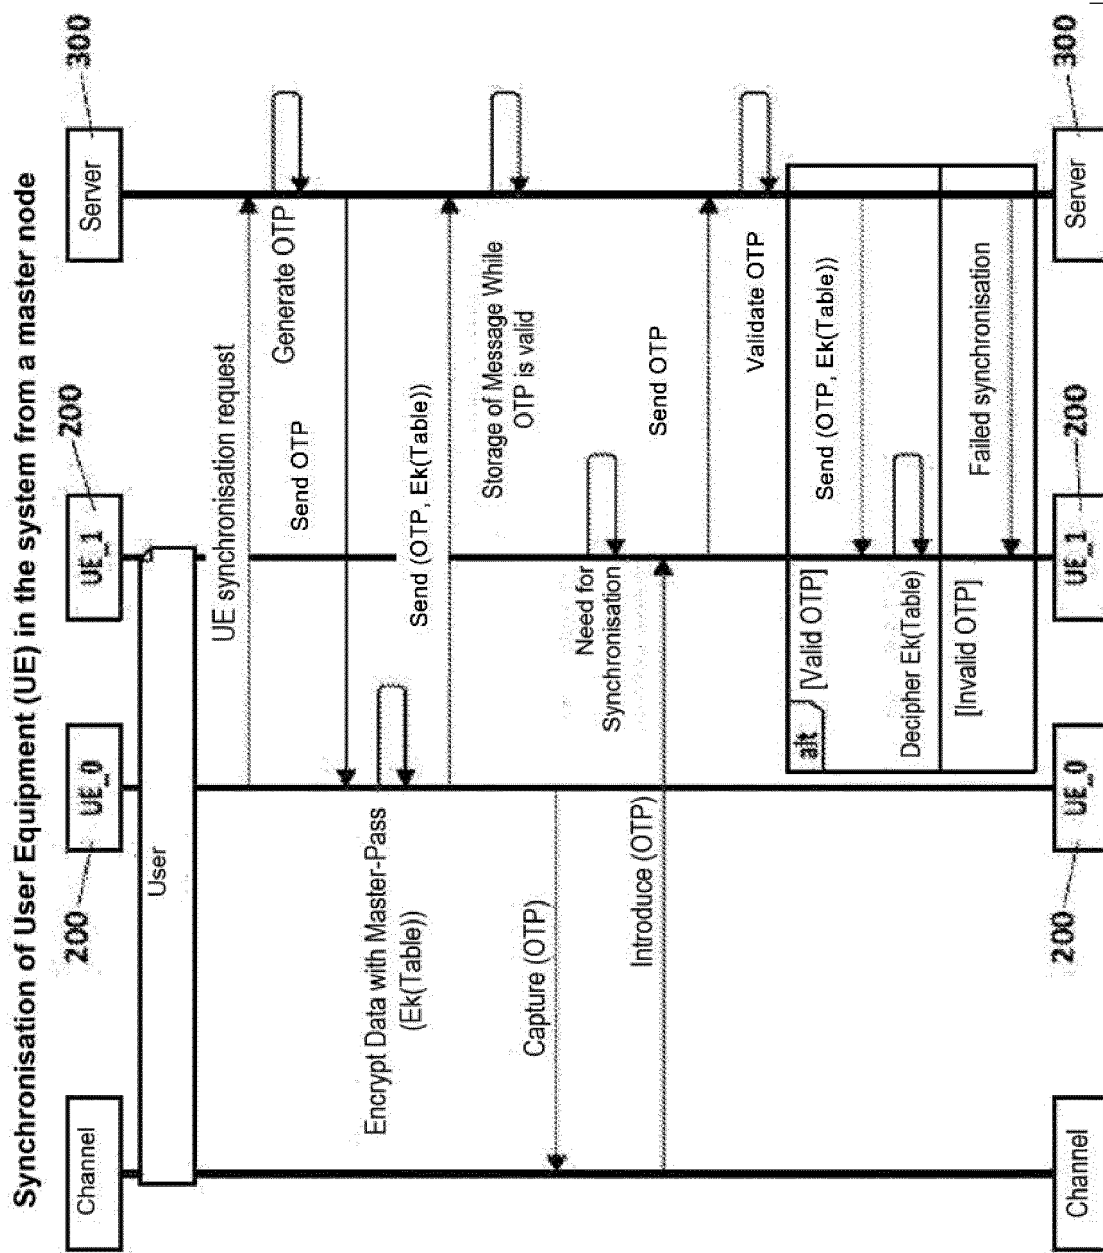 Synchronisation of User Equipment (UE) in the system from a master node
200
200
300
Channel
UE_0
UE_1
Server
User
UE synchronisation request
Generate OTP
Send OTP
Encrypt Data with Master-Pass
(Ek(Table))
Send (OTP, Ek(Table))
Storage of Message While
OTP is valid
Capture (OTP)
Need for
Synchronisation
Introduce (OTP)
Send OTP
Validate OTP
alt
[Valid OTP]
Send (OTP, Ek(Table))
Decipher Ek(Table)
[Invalid OTP]
Failed synchronisation
Channel
UE_0
UE_1
Server
200
200
300